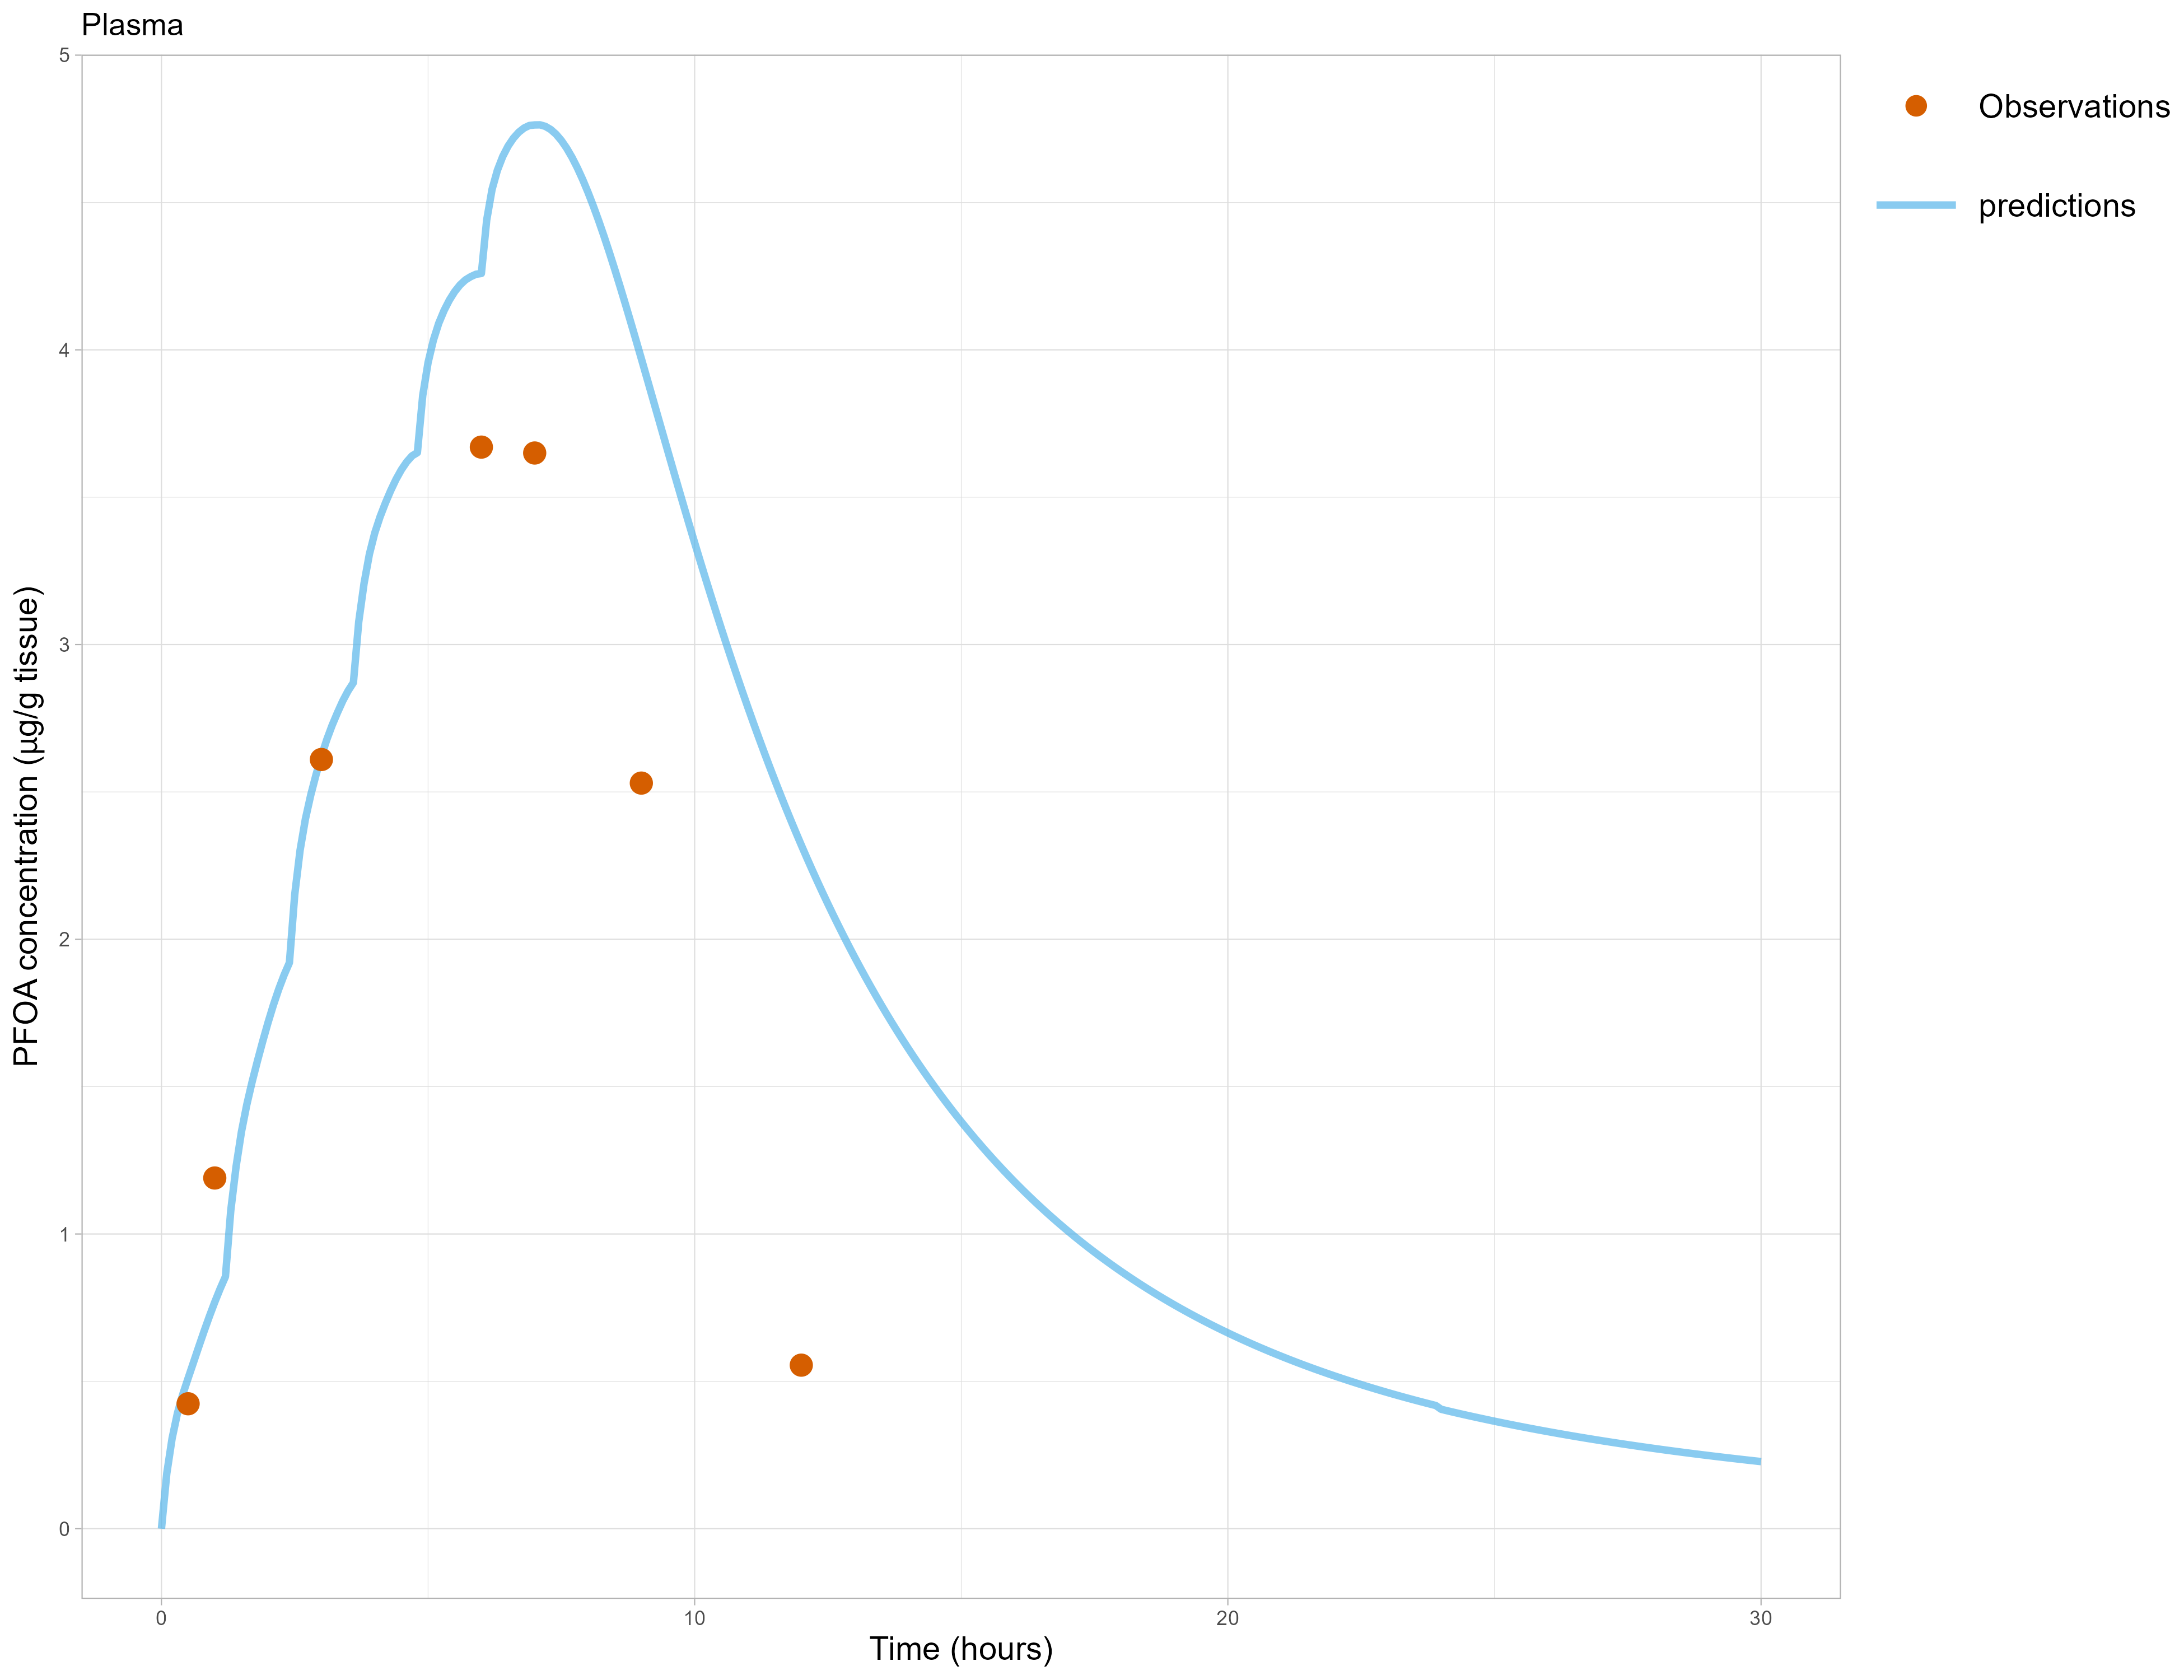 Plasma
5
4
3
2
1
0
PFOA concentration (µg/g tissue)
0 10 20 30
Time (hours)
Observations
predictions